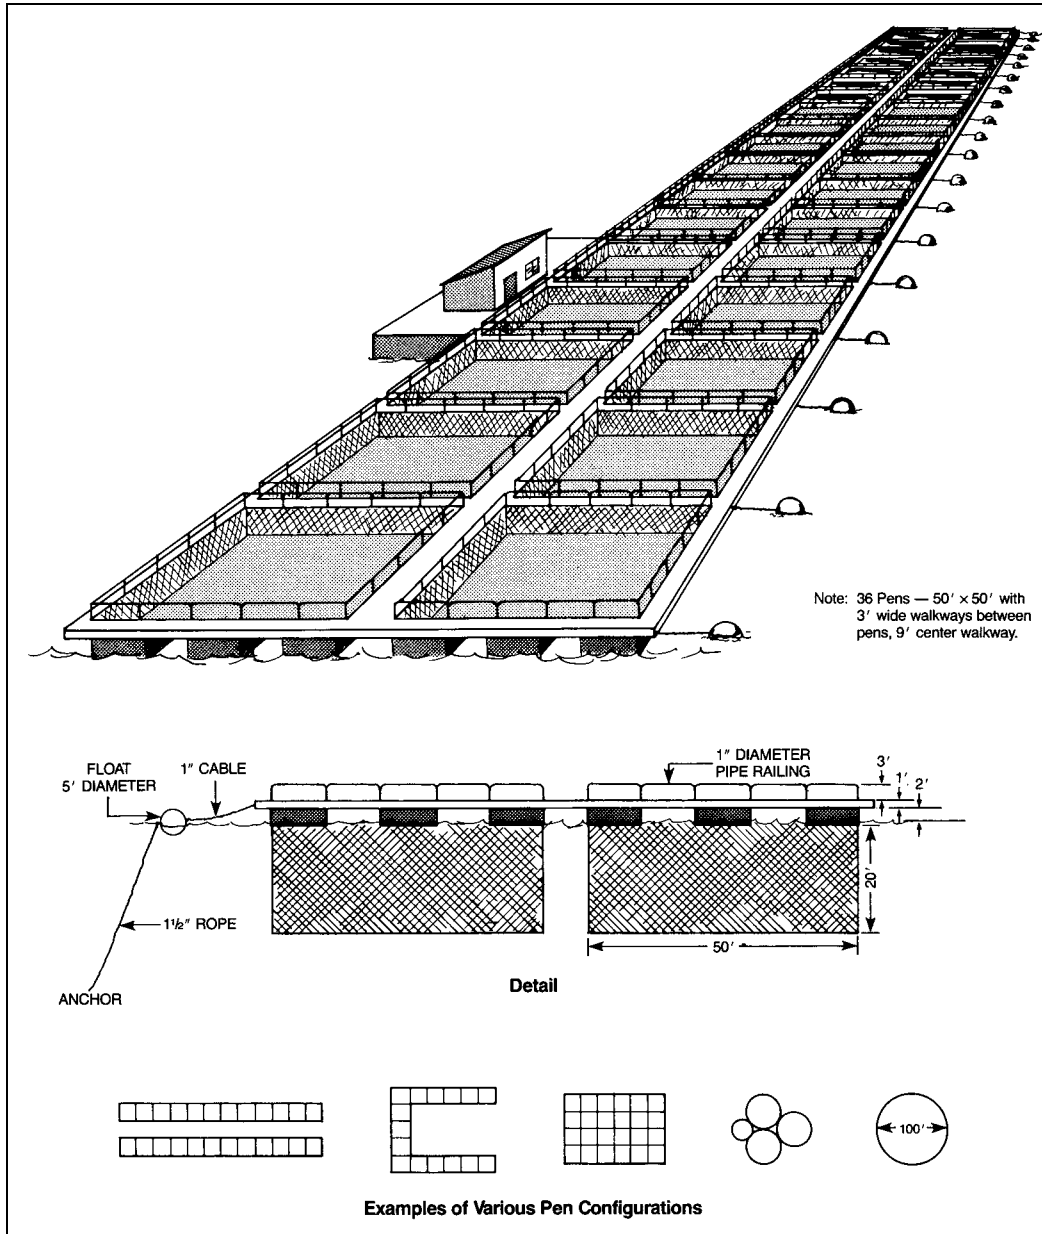 Note: 36 Pens — 50' × 50' with
3' wide walkways between
pens, 9' center walkway.
FLOAT
5' DIAMETER
1" CABLE
1" DIAMETER
PIPE RAILING
3'
1'
2'
20'
1½" ROPE
50'
ANCHOR
Detail
100'
Examples of Various Pen Configurations